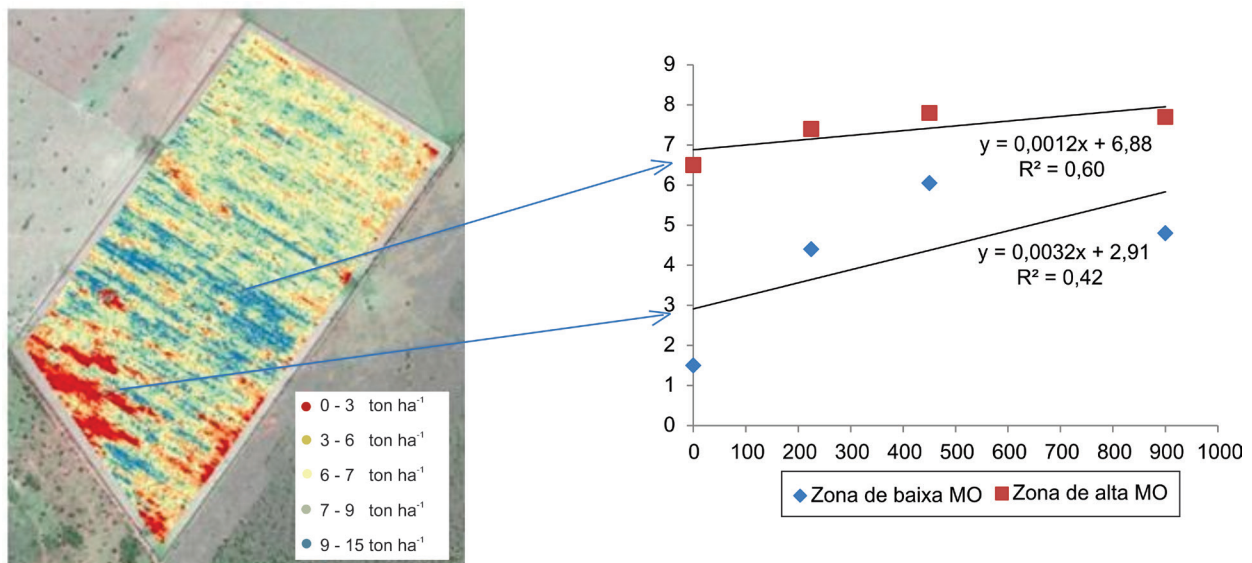 0 - 3 ton ha⁻¹
3 - 6 ton ha⁻¹
6 - 7 ton ha⁻¹
7 - 9 ton ha⁻¹
9 - 15 ton ha⁻¹
9
8
7
6
5
4
3
2
1
0
y = 0,0012x + 6,88
R² = 0,60
y = 0,0032x + 2,91
R² = 0,42
0 100 200 300 400 500 600 700 800 900 1000
Zona de baixa MO Zona de alta MO